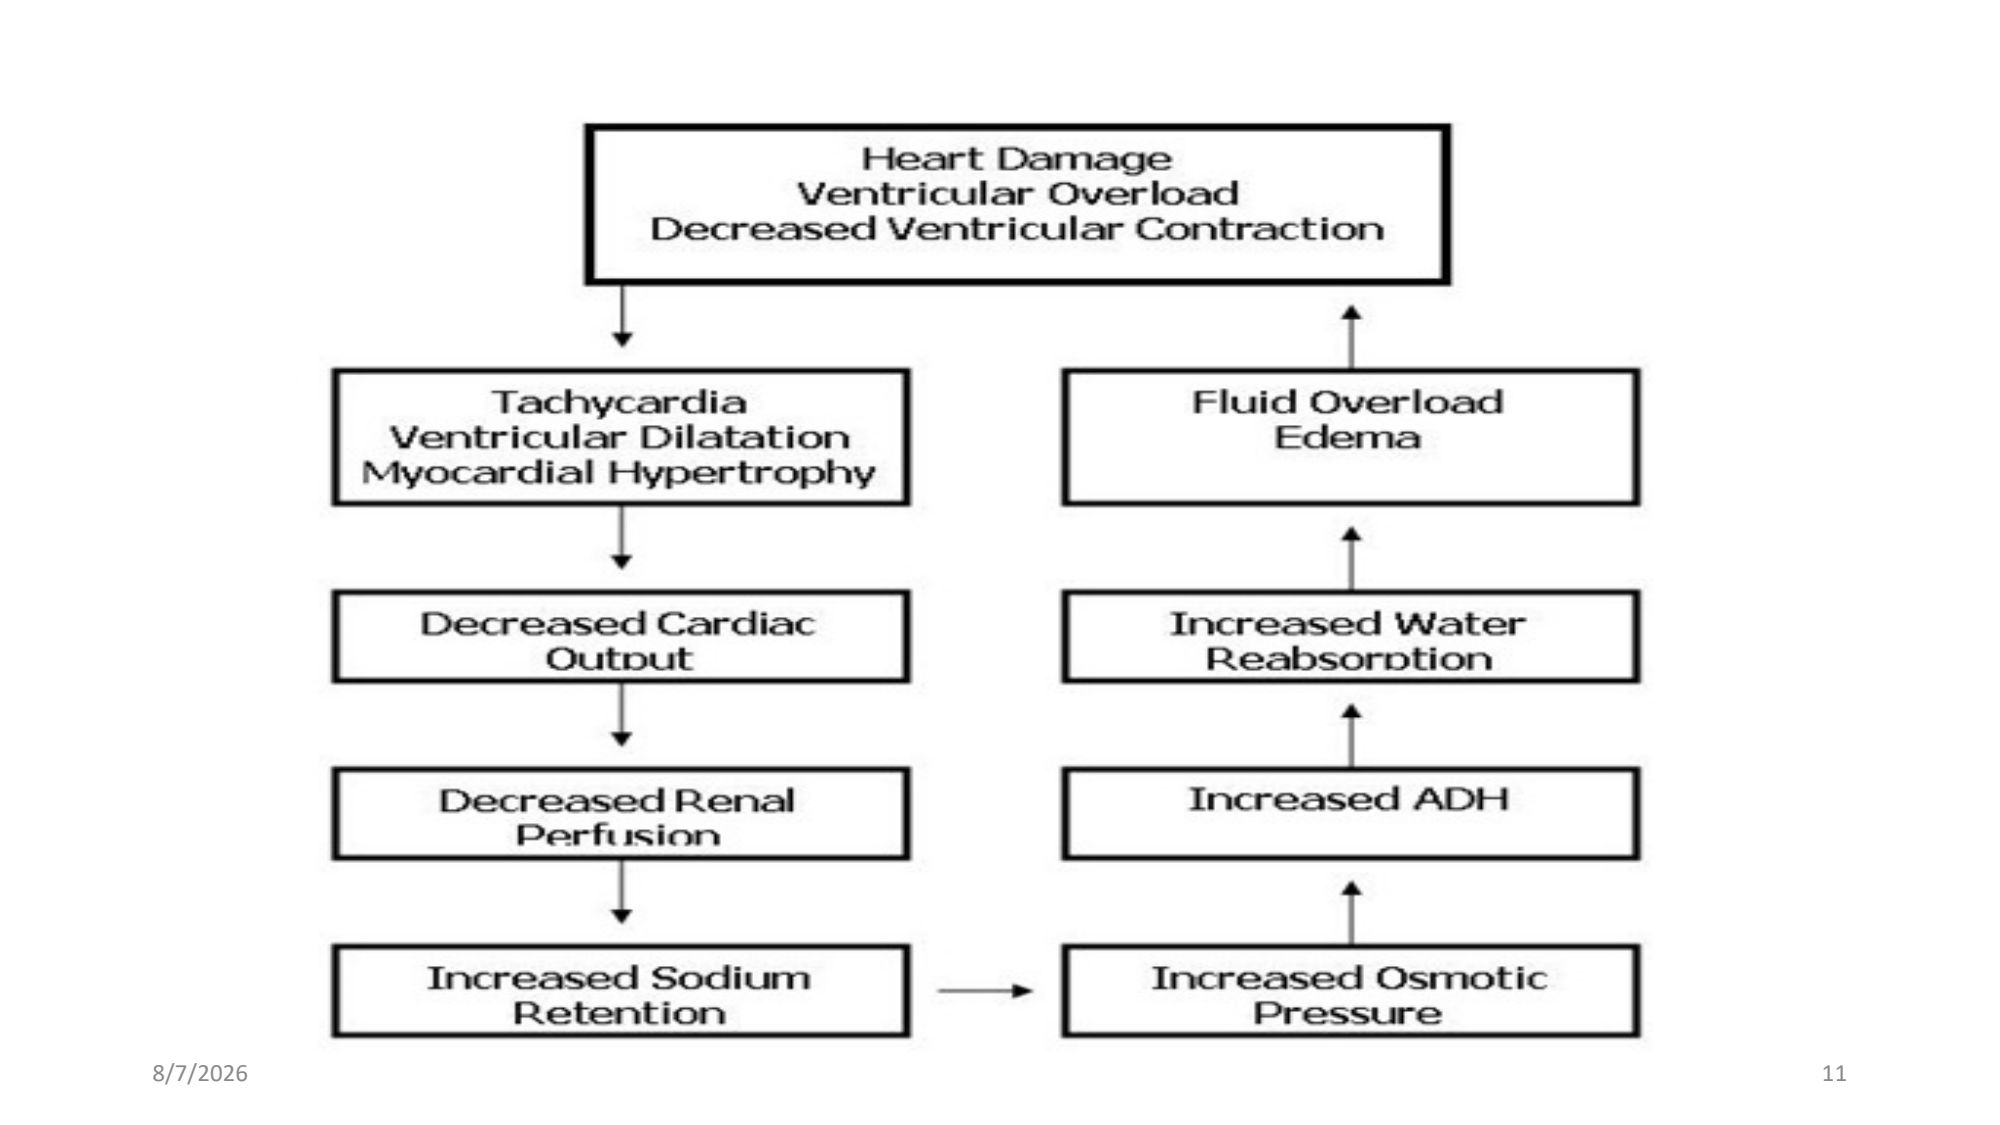 Heart Damage
Ventricular Overload
Decreased Ventricular Contraction
Tachycardia
Ventricular Dilatation
Myocardial Hypertrophy
Decreased Cardiac
Output
Decreased Renal
Perfusion
Increased Sodium
Retention
Fluid Overload
Edema
Increased Water
Reabsorption
Increased ADH
Increased Osmotic
Pressure
8/7/2026
11